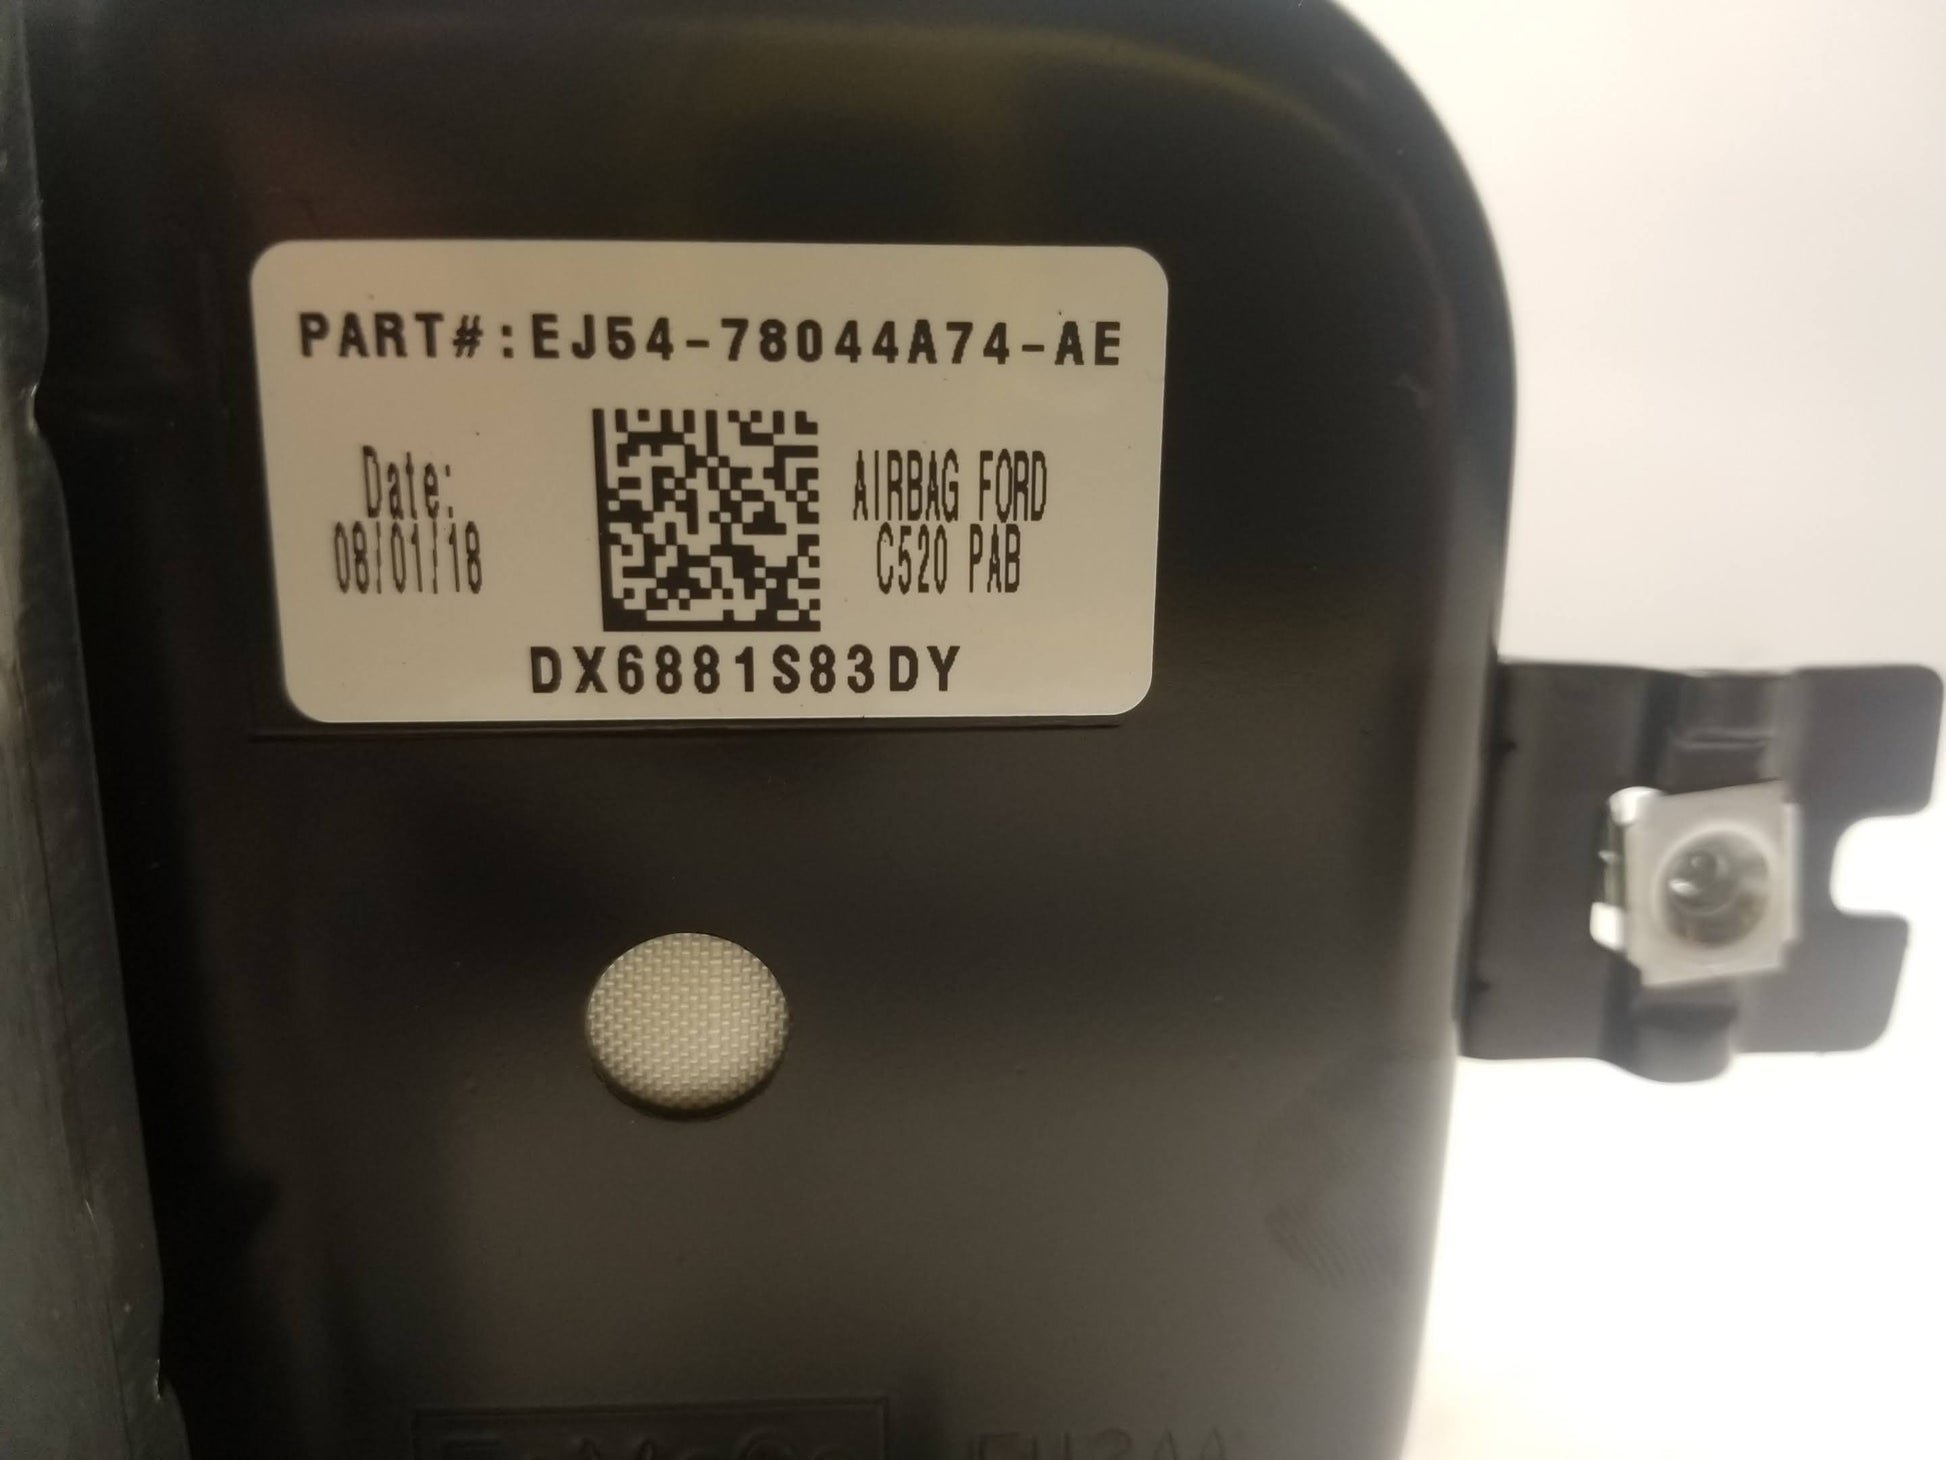 PART#:EJ54-78044A74-AE
Date:
08/01/18
AIRBAG FORD
C520 PAB
DX6881S83DY